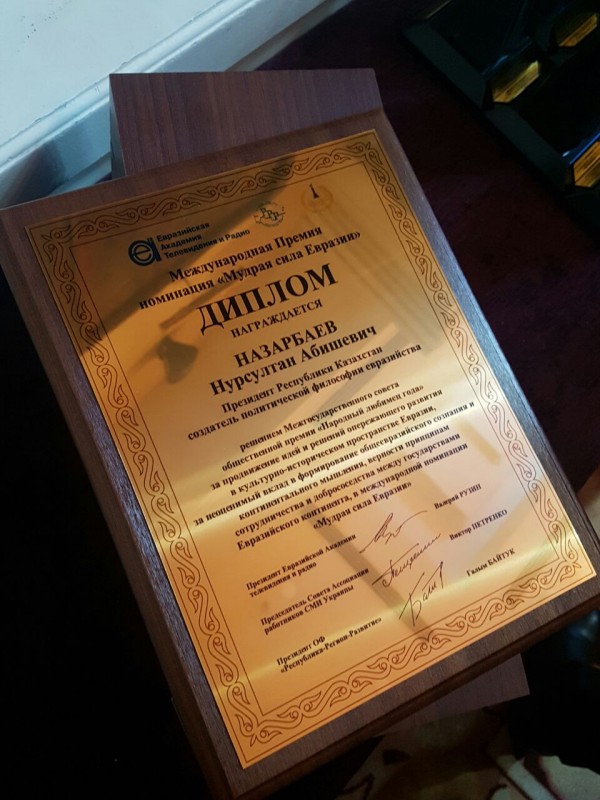 Евразийская
Академия
Телевидения и Радио
Международная Премия
номинация «Мудрая сила Евразии»
ДИПЛОМ
НАГРАЖДАЕТСЯ
НАЗАРБАЕВ
Нурсултан Абишевич
Президент Республики Казахстан
создатель политической философии евразийства
решением Межгосударственного совета
общественной премии «Народный любимец года»
за продвижение идей и решений опережающего развития
в культурно-историческом пространстве Евразии,
за неоценимый вклад в формирование общеевразийского сознания и
континентального мышления, верности принципам
сотрудничества и добрососедства между государствами
Евразийского континента, в международной номинации
«Мудрая сила Евразии»
Президент Евразийской Академии
телевидения и радио
Валерий РУЗИН
Председатель Совета Ассоциации
работников СМИ Украины
Виктор ПЕТРЕНКО
Президент ОФ
«Республика-Регион-Развитие»
Галым БАЙТУК